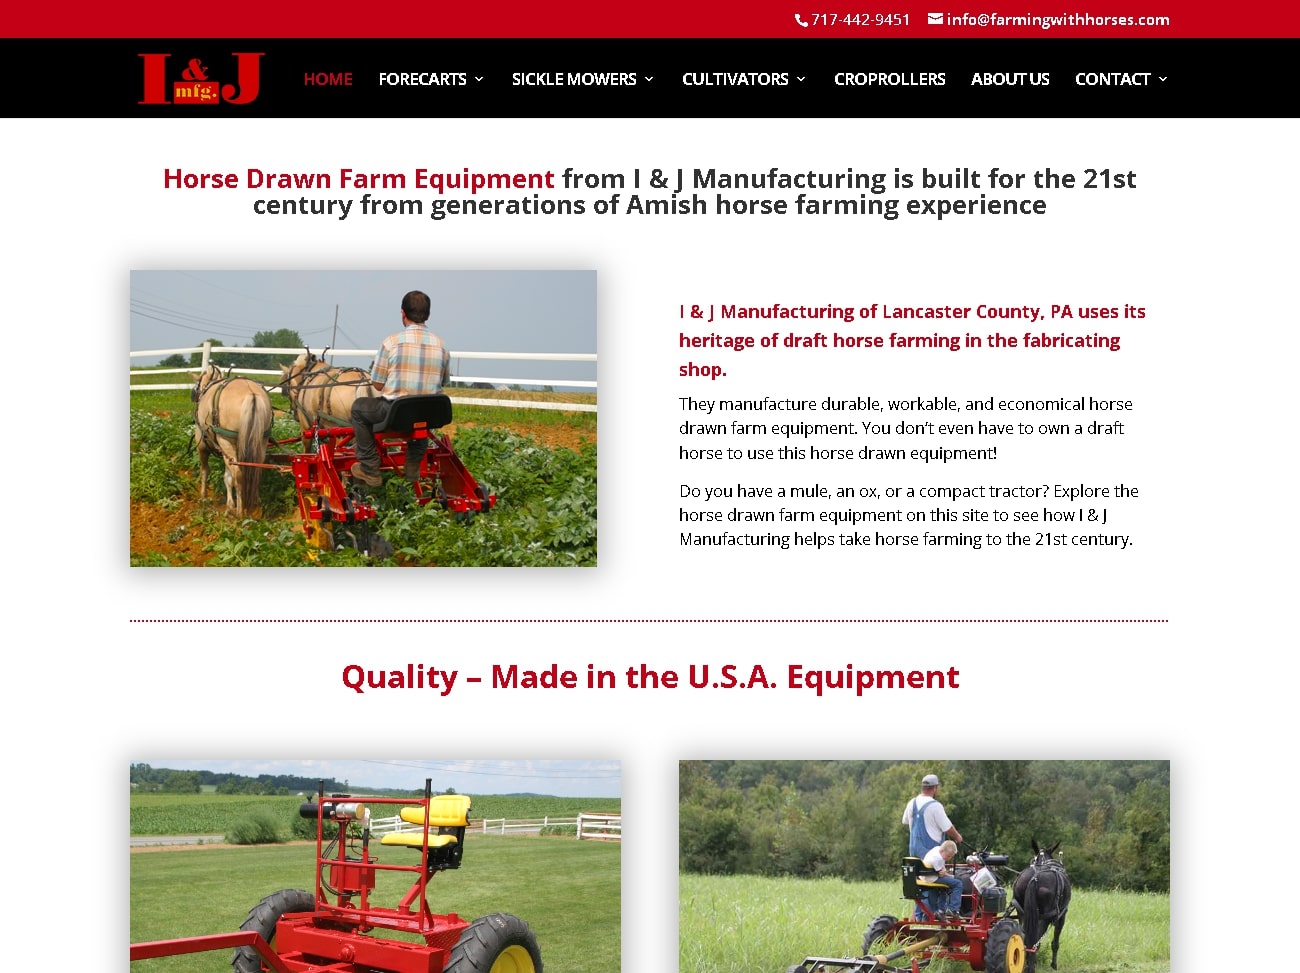 717-442-9451 info@farmingwithhorses.com
I & J mfg.
HOME FORECARTS SICKLE MOWERS CULTIVATORS CROPROLLERS ABOUT US CONTACT
Horse Drawn Farm Equipment from I & J Manufacturing is built for the 21st
century from generations of Amish horse farming experience
I & J Manufacturing of Lancaster County, PA uses its
heritage of draft horse farming in the fabricating
shop.
They manufacture durable, workable, and economical horse
drawn farm equipment. You don’t even have to own a draft
horse to use this horse drawn equipment!
Do you have a mule, an ox, or a compact tractor? Explore the
horse drawn farm equipment on this site to see how I & J
Manufacturing helps take horse farming to the 21st century.
Quality – Made in the U.S.A. Equipment